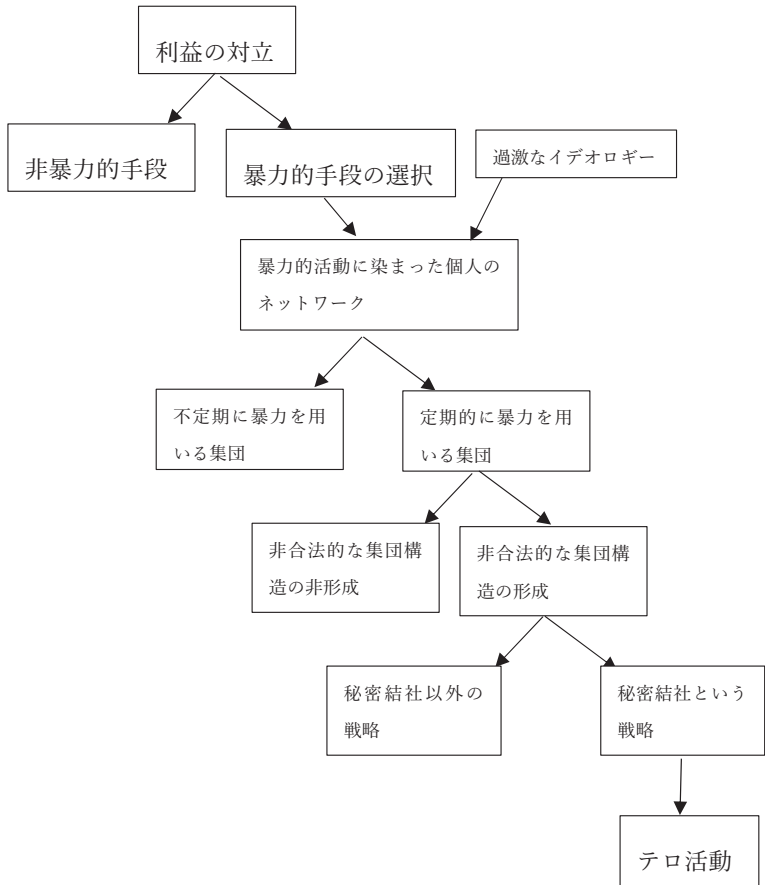 利益の対立
非暴力的手段
暴力的手段の選択
過激なイデオロギー
暴力的活動に染まった個人の
ネットワーク
不定期に暴力を用
いる集団
定期的に暴力を用
いる集団
非合法的な集団構
造の非形成
非合法的な集団構
造の形成
秘密結社以外の
戦略
秘密結社という
戦略
テロ活動